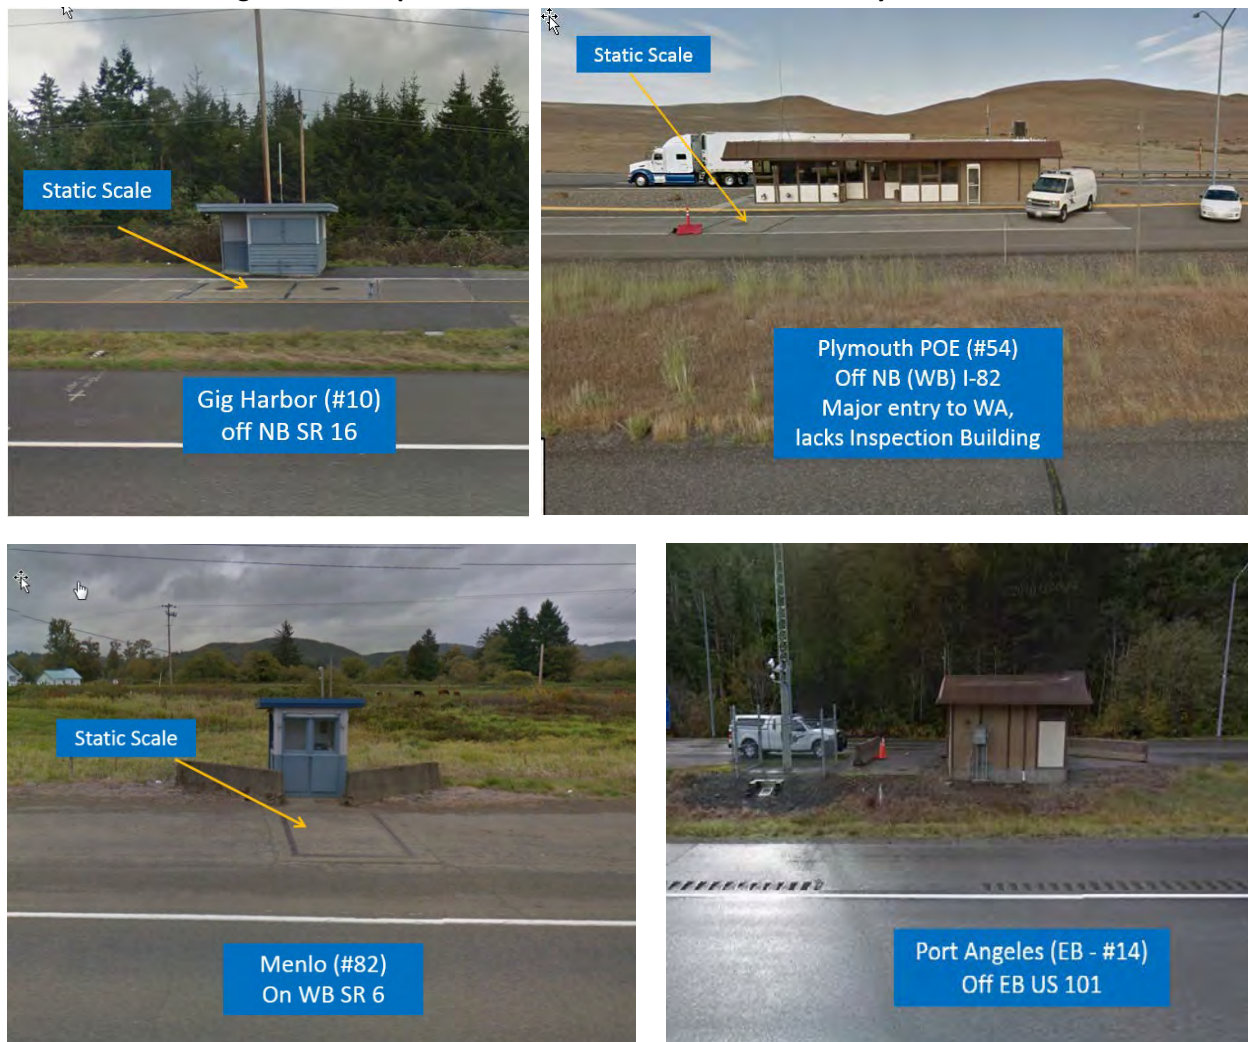 Static Scale
Static Scale
Gig Harbor (#10)
off NB SR 16
Plymouth POE (#54)
Off NB (WB) I-82
Major entry to WA,
lacks Inspection Building
Static Scale
Menlo (#82)
On WB SR 6
Port Angeles (EB - #14)
Off EB US 101